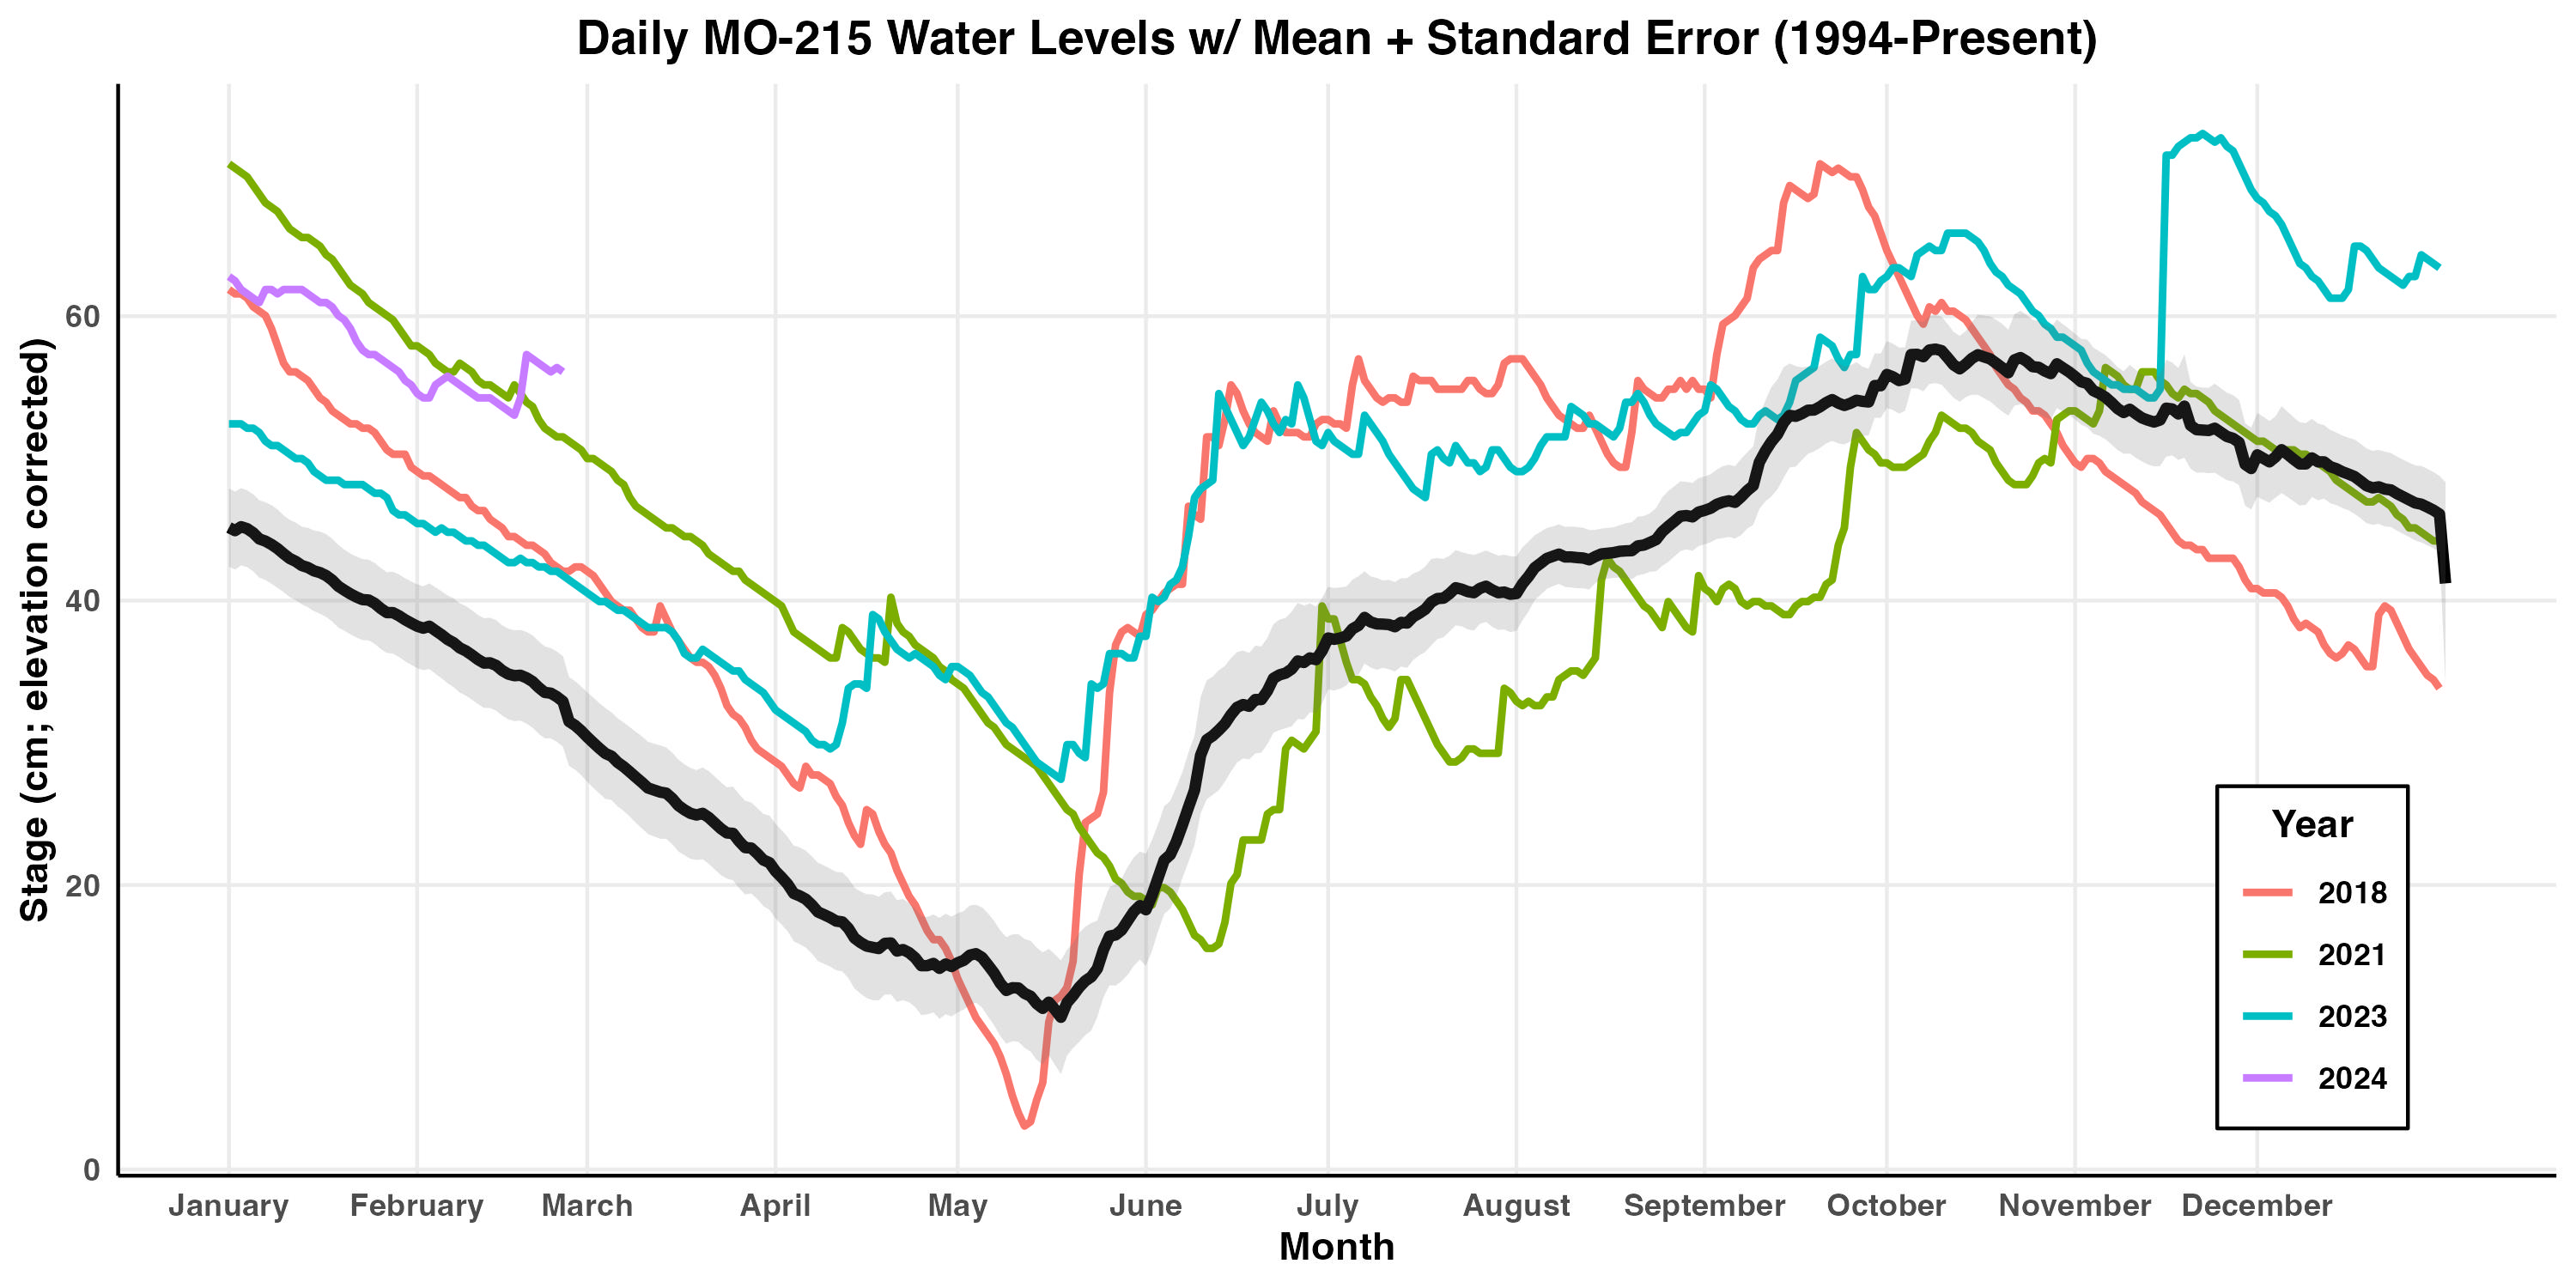 Daily MO-215 Water Levels w/ Mean + Standard Error (1994-Present)
Stage (cm; elevation corrected)
60
40
20
0
Year
2018
2021
2023
2024
January February March April May June July August September October November December
Month